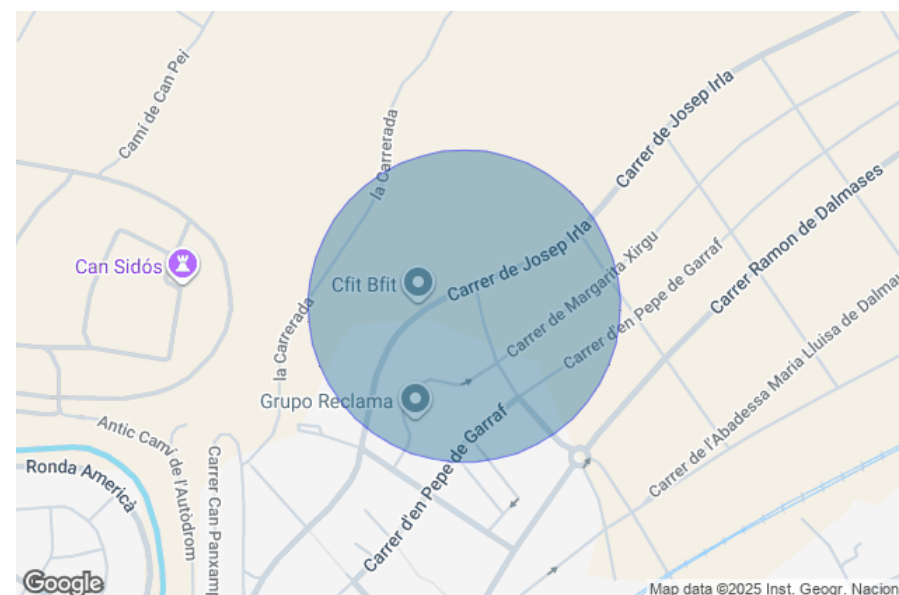 Camí de Can Pei
Carrer de Josep Irla
la Carrerada
Carrer Ramon de Dalmases
Carrer de Margarita Xirgu
Can Sidós
Carrer de Josep Irla
Cfit Bfit
Carrer d'en Pepe de Garraf
la Carrerada
Carrer de l'Abadessa Maria Lluisa de Dalmau
Grupo Reclama
Antic Camí de l'Autòdrom
Ronda Americà
Carrer Can Panxamp
Carrer d'en Pepe de Garraf
Google
Map data ©2025 Inst. Geogr. Nacion